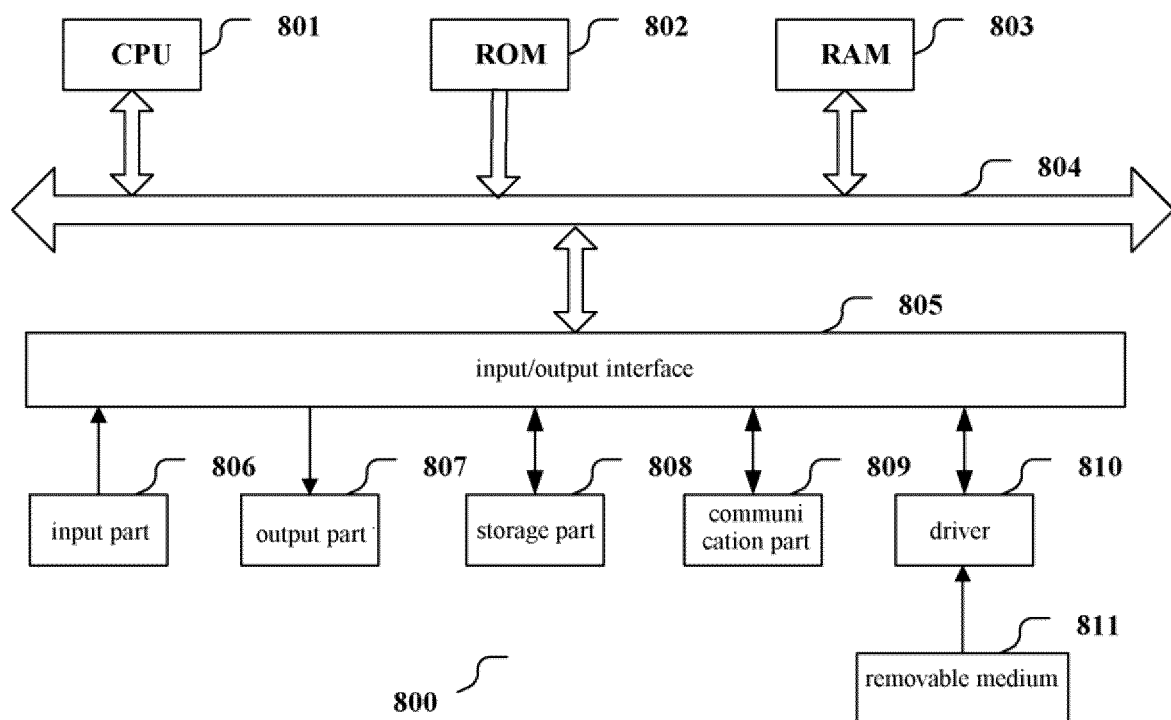 CPU 801
ROM 802
RAM 803
804
805
input/output interface
806
807
808
809
810
input part
output part
storage part
communi
cation part
driver
811
removable medium
800